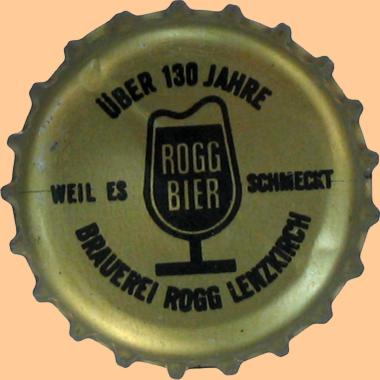 ÜBER 130 JAHRE
ROGG
BIER
WEIL ES SCHMECKT
BRAUEREI ROGG LENZKIRCH